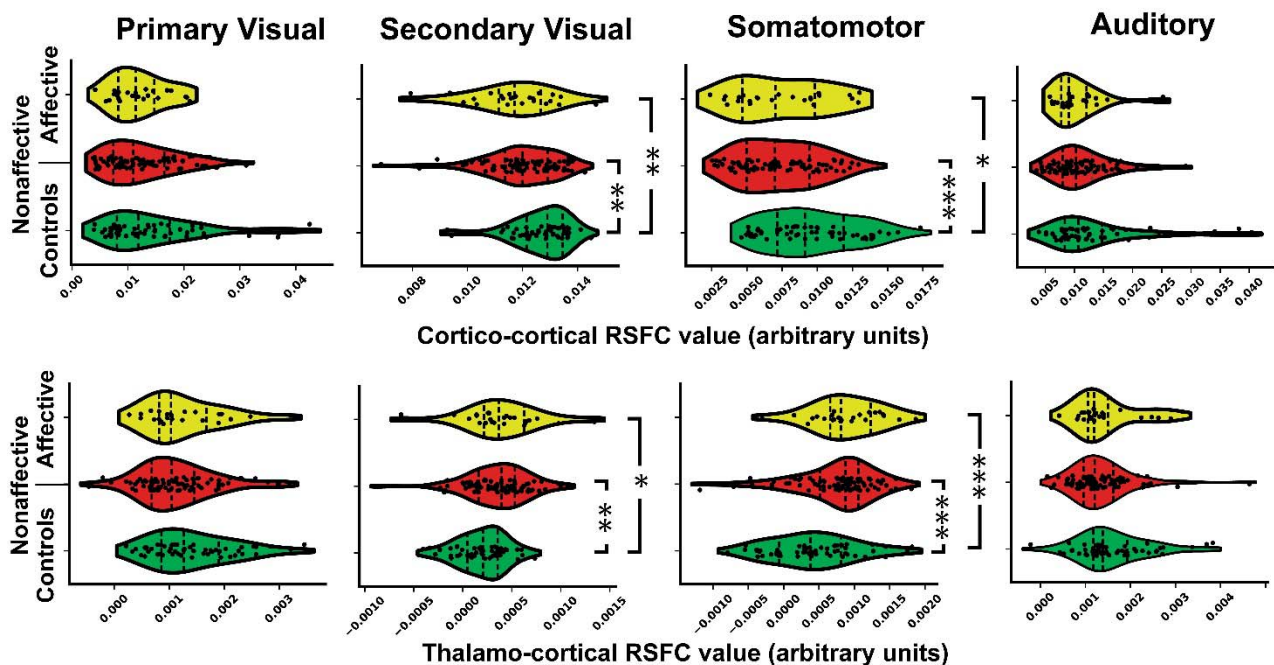 Primary Visual Secondary Visual Somatomotor Auditory
Affective
Nonaffective
Controls
**
**
*
***
0.00 0.01 0.02 0.03 0.04
0.008 0.010 0.012 0.014
0.0025 0.0050 0.0075 0.0100 0.0125 0.0150 0.0175
0.005 0.010 0.015 0.020 0.025 0.030 0.035 0.040
Cortico-cortical RSFC value (arbitrary units)
Affective
Nonaffective
Controls
*
**
***
***
0.000 0.001 0.002 0.003
−0.0010 −0.0005 0.0000 0.0005 0.0010 0.0015
−0.0010 −0.0005 0.0000 0.0005 0.0010 0.0015 0.0020
0.000 0.001 0.002 0.003 0.004
Thalamo-cortical RSFC value (arbitrary units)